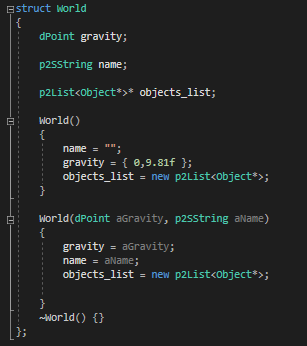 struct World
{
dPoint gravity;
p2SString name;
p2List<Object*>* objects_list;
World()
{
name = "";
gravity = { 0,9.81f };
objects_list = new p2List<Object*>;
}
World(dPoint aGravity, p2SString aName)
{
gravity = aGravity;
name = aName;
objects_list = new p2List<Object*>;
}
~World() {}
};